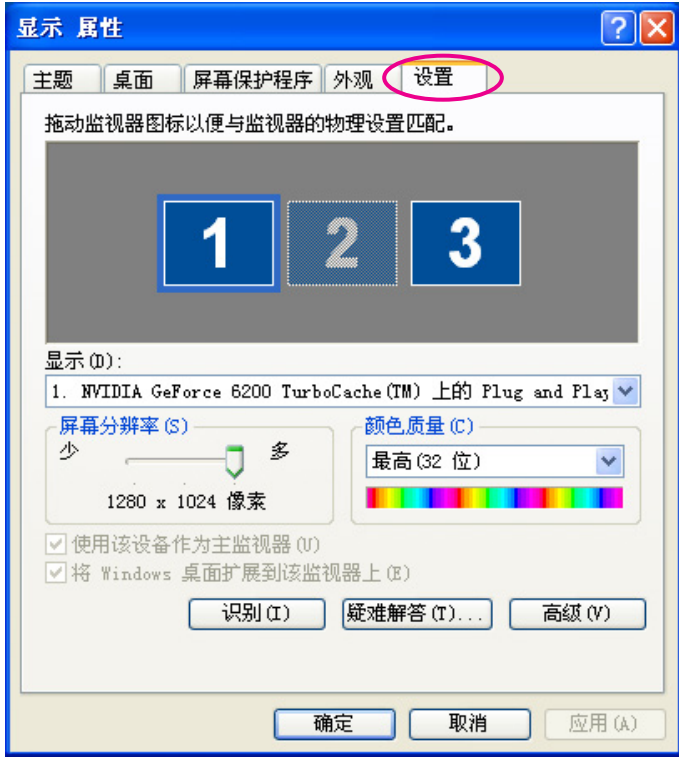 显示 属性
主题 桌面 屏幕保护程序 外观 设置
拖动监视器图标以便与监视器的物理设置匹配。
1 2 3
显示(D):
1. NVIDIA GeForce 6200 TurboCache(TM) 上的 Plug and Play
屏幕分辨率(S) 颜色质量(C)
少 多 最高(32 位)
1280 x 1024 像素
使用该设备作为主监视器(U)
将 Windows 桌面扩展到该监视器上(E)
识别(I) 疑难解答(T)... 高级(V)
确定 取消 应用(A)